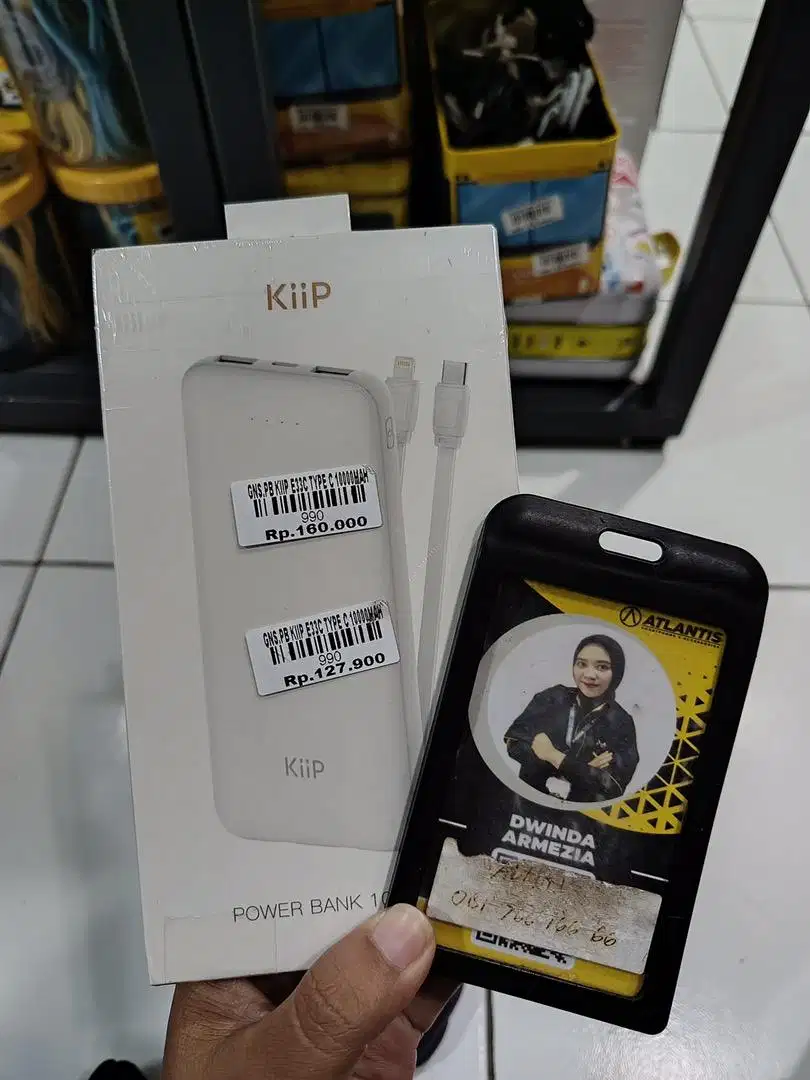 KiiP
GNS.PB KIIP E33C TYPE C 10000MAH
990
Rp.160.000
GNS.PB KIIP E33C TYPE C 10000MAH
990
Rp.127.900
KiiP
POWER BANK 10
ATLANTIS
DWINDA
ARMEZIA